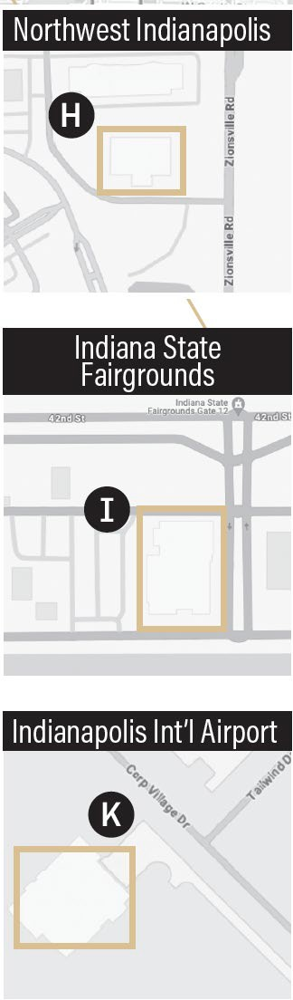 Northwest Indianapolis
H
Zionsville Rd
Zionsville Rd
Indiana State
Fairgrounds
Indiana State
Fairgrounds Gate 12
42nd St
42nd St
I
Indianapolis Int'l Airport
Corp Village Dr
Tailwind D
K